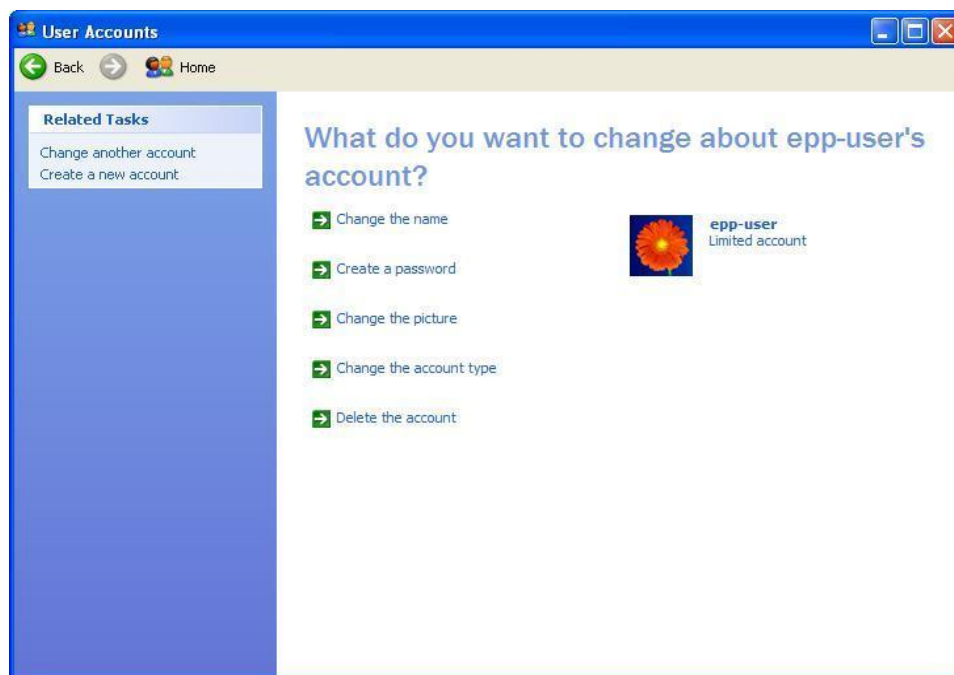 User Accounts
Back
Home
Related Tasks
Change another account
Create a new account
What do you want to change about epp-user's
account?
Change the name
Create a password
Change the picture
Change the account type
Delete the account
epp-user
Limited account